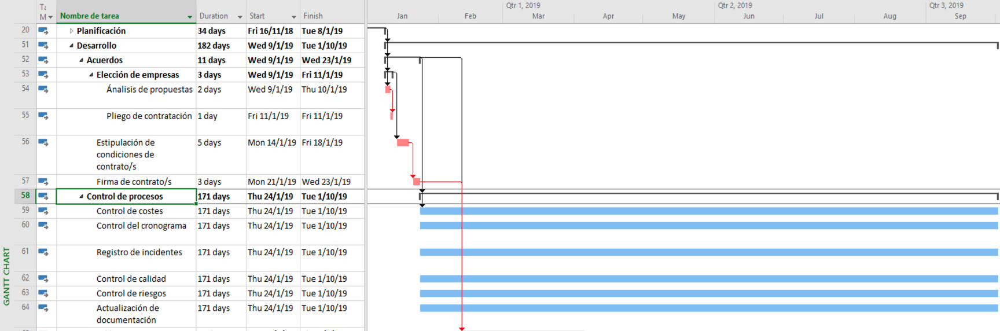 Qtr 1, 2019 Qtr 2, 2019 Qtr 3, 2019
M Nombre de tarea Duration Start Finish Jan Feb Mar Apr May Jun Jul Aug Sep
20 Planificación 34 days Fri 16/11/18 Tue 8/1/19
51 Desarrollo 182 days Wed 9/1/19 Tue 1/10/19
52 Acuerdos 11 days Wed 9/1/19 Wed 23/1/19
53 Elección de empresas 3 days Wed 9/1/19 Fri 11/1/19
54 Ánalisis de propuestas 2 days Wed 9/1/19 Thu 10/1/19
55 Pliego de contratación 1 day Fri 11/1/19 Fri 11/1/19
56 Estipulación de 5 days Mon 14/1/19 Fri 18/1/19
condiciones de
contrato/s
57 Firma de contrato/s 3 days Mon 21/1/19 Wed 23/1/19
58 Control de procesos 171 days Thu 24/1/19 Tue 1/10/19
59 Control de costes 171 days Thu 24/1/19 Tue 1/10/19
60 Control del cronograma 171 days Thu 24/1/19 Tue 1/10/19
61 Registro de incidentes 171 days Thu 24/1/19 Tue 1/10/19
62 Control de calidad 171 days Thu 24/1/19 Tue 1/10/19
63 Control de riesgos 171 days Thu 24/1/19 Tue 1/10/19
64 Actualización de 171 days Thu 24/1/19 Tue 1/10/19
documentación
GANTT CHART